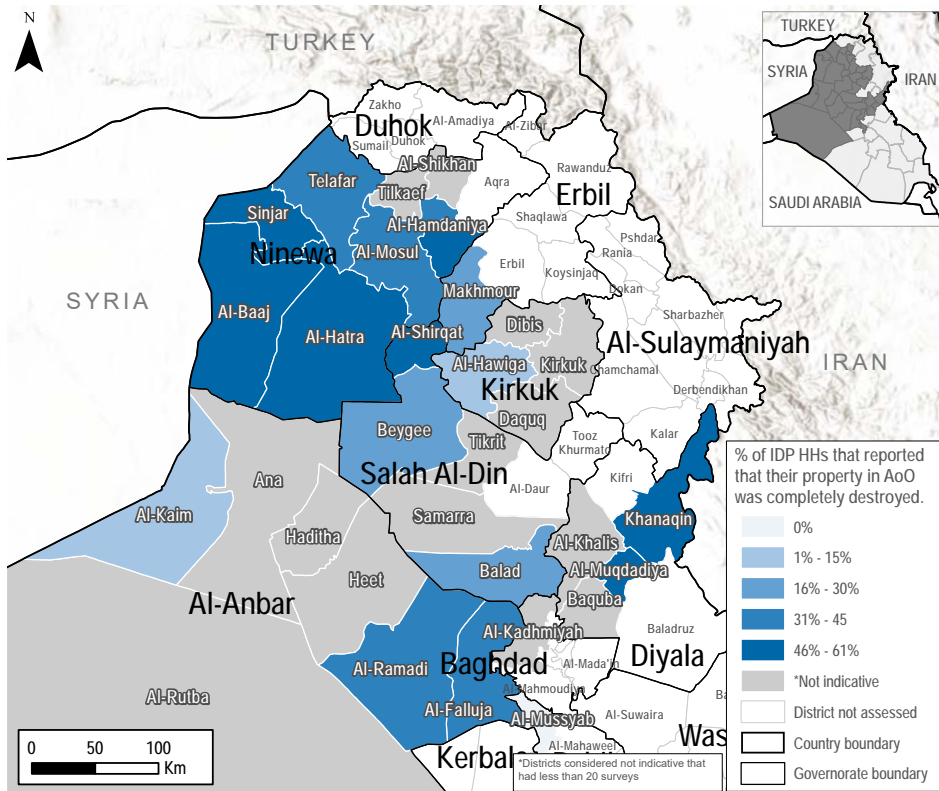 N
TURKEY
TURKEY
SYRIA
IRAN
SAUDI ARABIA
Zakho
Al-Amadiya
Duhok
Sumail
Duhok
Al-Zibar
Al-Shikhan
Rawanduz
Telafar
Tilkaef
Aqra
Erbil
Sinjar
Al-Hamdaniya
Shaqlawa
Pshdar
Ninewa
Al-Mosul
Rania
Erbil
Koysinjaq
SYRIA
Makhmour
Dokan
Al-Baaj
Sharbazher
Al-Hatra
Al-Shirqat
Dibis
Al-Sulaymaniyah
IRAN
Al-Hawiga
Kirkuk
Chamchamal
Kirkuk
Derbendikhan
Daquq
Beygee
Tikrit
Tooz
Khurmato
Kalar
Ana
Salah Al-Din
Kifri
Al-Daur
Al-Kaim
Samarra
Khanaqin
Haditha
Al-Khalis
Heet
Balad
Al-Muqdadiya
Al-Anbar
Baquba
Al-Kadhmiyah
Baladruz
Al-Ramadi
Baghdad
Al-Mada'in
Diyala
Al-Rutba
Al-Mahmoudiya
Al-Falluja
Al-Mussyab
Al-Suwaira
Al-Mahaweel
Was
% of IDP HHs that reported
that their property in AoO
was completely destroyed.
0%
1% - 15%
16% - 30%
31% - 45
46% - 61%
*Not indicative
District not assessed
Country boundary
Governorate boundary
0 50 100
Km
*Districts considered not indicative that
had less than 20 surveys